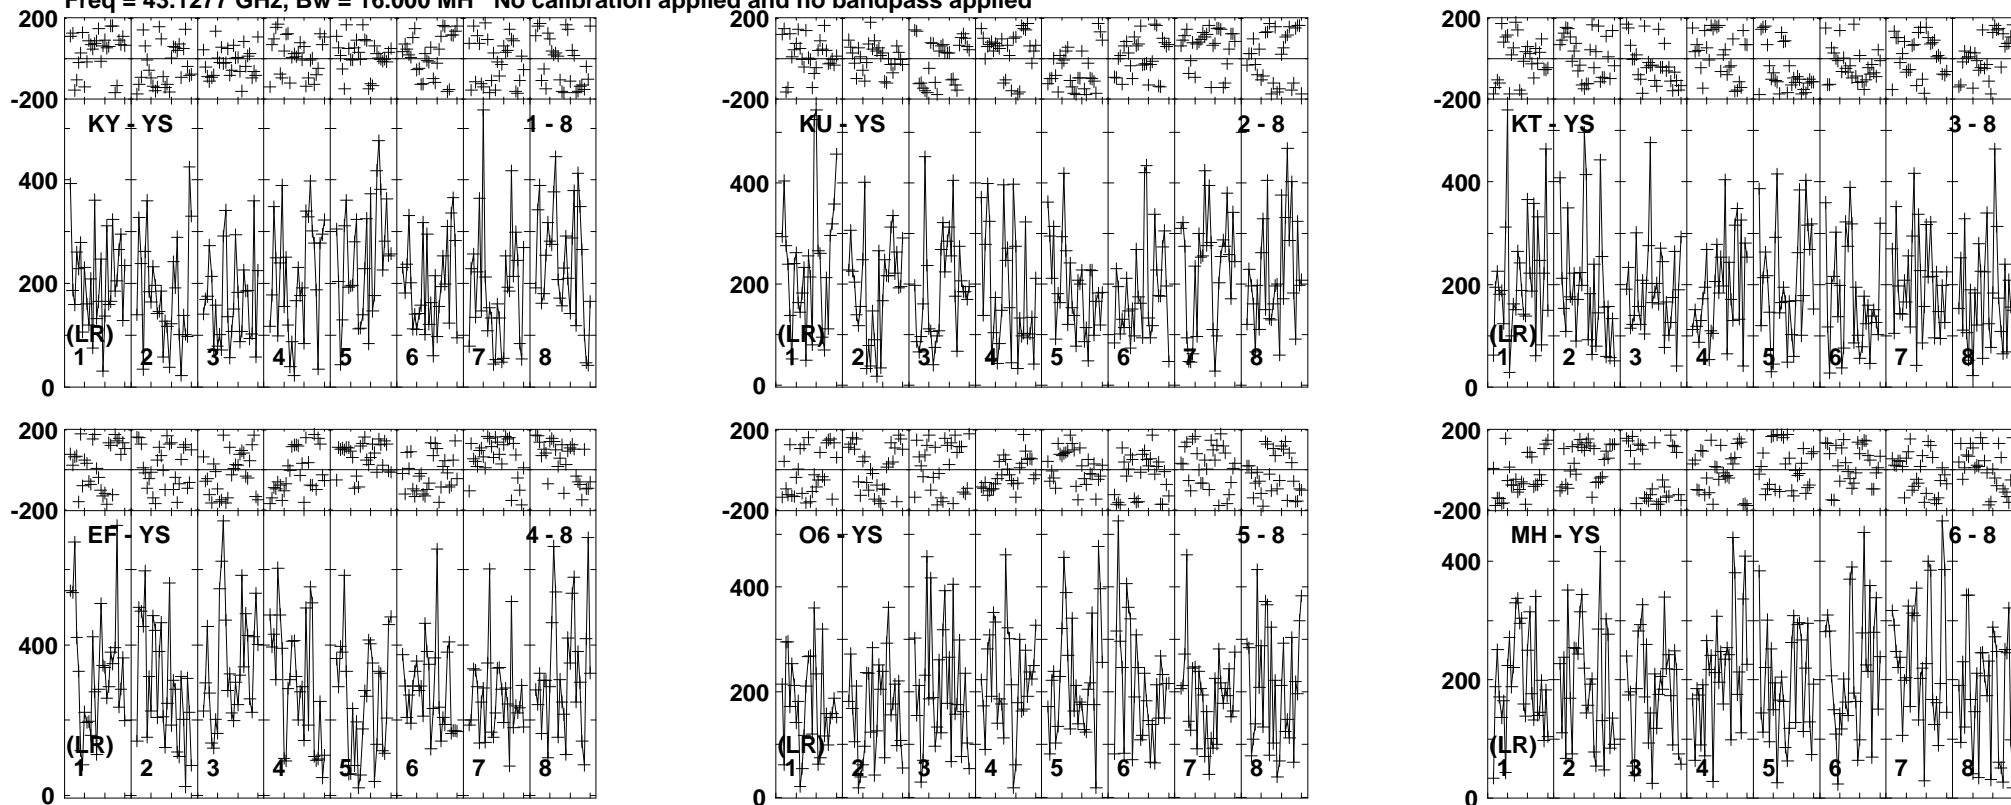 Freq = 43.1277 GHz, Bw = 16.000 MH No calibration applied and no bandpass applied
200
-200
KY - YS 1 - 8
400
200
(LR)
1 2 3 4 5 6 7 8
0
200
-200
KU - YS 2 - 8
400
200
(LR)
1 2 3 4 5 6 7 8
0
200
-200
KT - YS 3 - 8
400
200
(LR)
1 2 3 4 5 6 7 8
0
200
-200
EF - YS 4 - 8
400
(LR)
1 2 3 4 5 6 7 8
0
200
-200
O6 - YS 5 - 8
400
200
(LR)
1 2 3 4 5 6 7 8
0
200
-200
MH - YS 6 - 8
400
200
(LR)
1 2 3 4 5 6 7 8
0